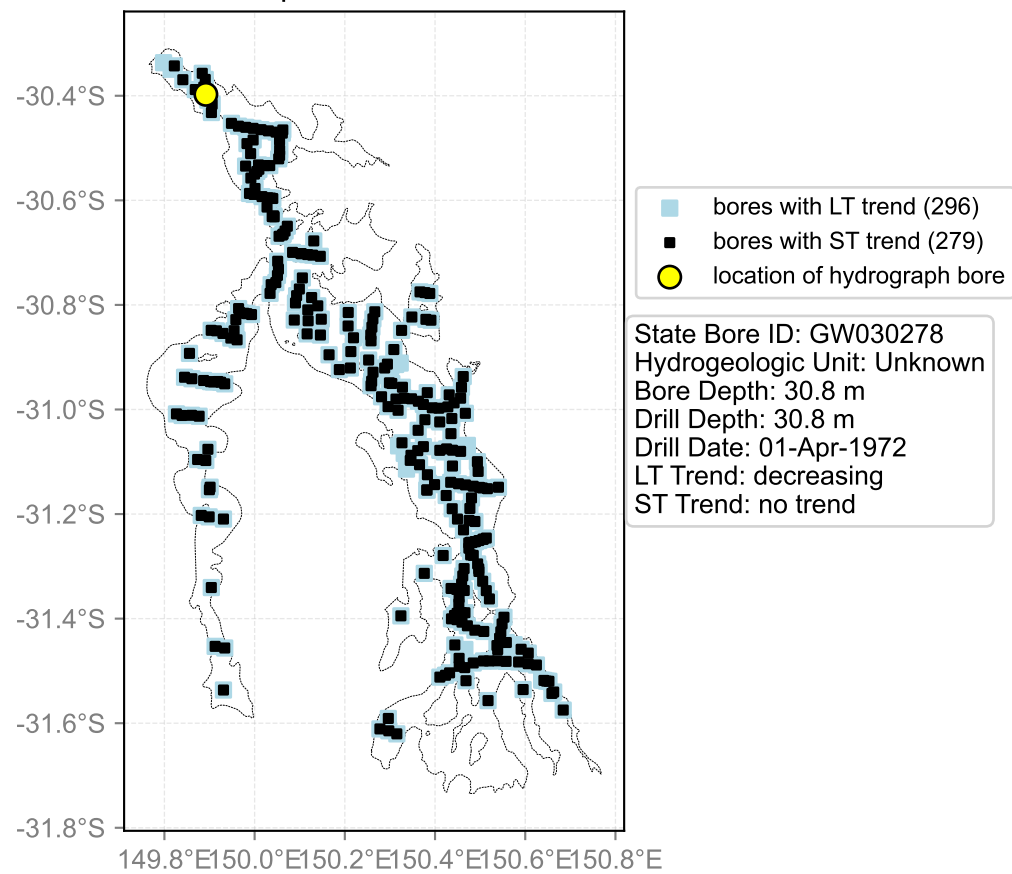 -30.4°S
-30.6°S
-30.8°S
-31.0°S
-31.2°S
-31.4°S
-31.6°S
-31.8°S
149.8°E150.0°E150.2°E150.4°E150.6°E150.8°E
bores with LT trend (296)
bores with ST trend (279)
location of hydrograph bore
State Bore ID: GW030278
Hydrogeologic Unit: Unknown
Bore Depth: 30.8 m
Drill Depth: 30.8 m
Drill Date: 01-Apr-1972
LT Trend: decreasing
ST Trend: no trend